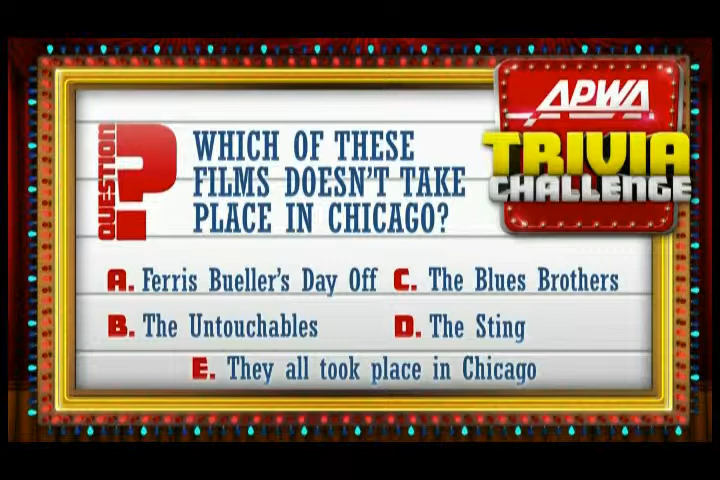 APWA
TRIVIA
CHALLENGE
QUESTION
?
WHICH OF THESE
FILMS DOESN'T TAKE
PLACE IN CHICAGO?
A. Ferris Bueller's Day Off
C. The Blues Brothers
B. The Untouchables
D. The Sting
E. They all took place in Chicago